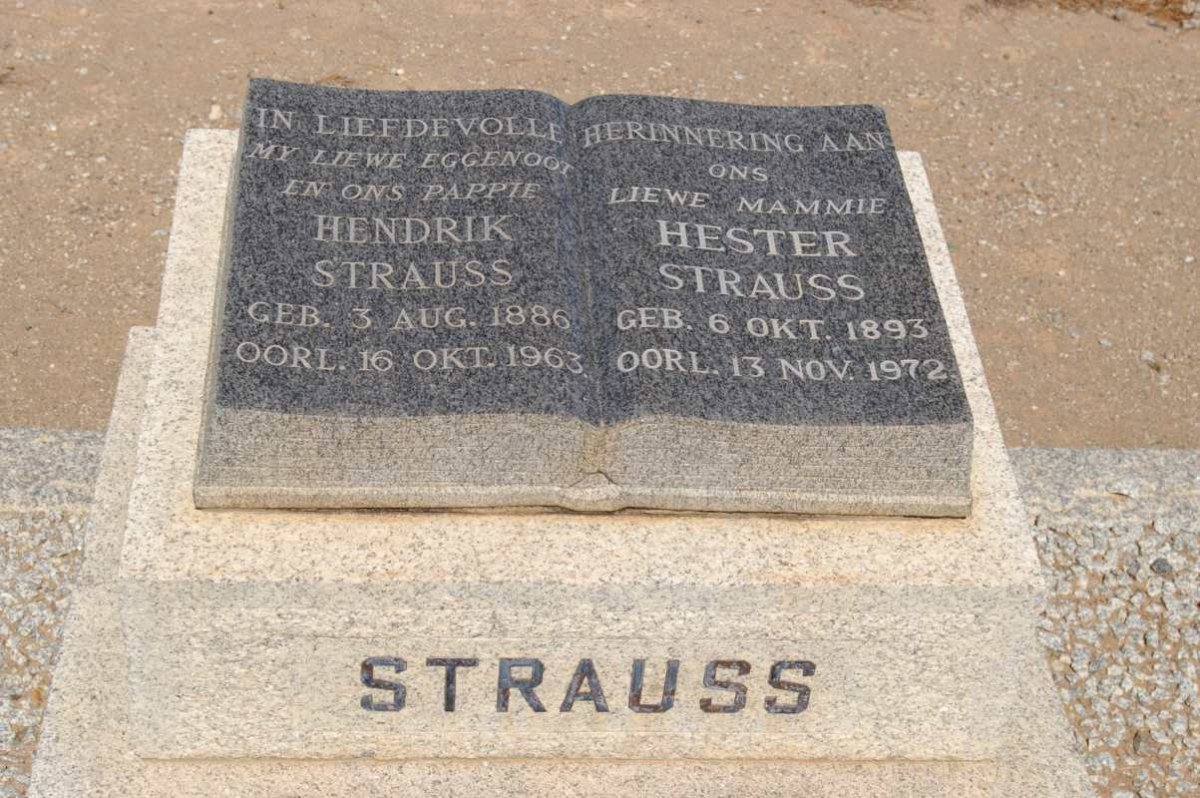 IN LIEFDEVOLLE HERINNERING AAN
MY LIEWE EGGENOOT
EN ONS PAPPIE
HENDRIK
STRAUSS
GEB. 3 AUG. 1886
OORL. 16 OKT. 1963
ONS
LIEWE MAMMIE
HESTER
STRAUSS
GEB. 6 OKT. 1893
OORL. 13 NOV. 1972
STRAUSS